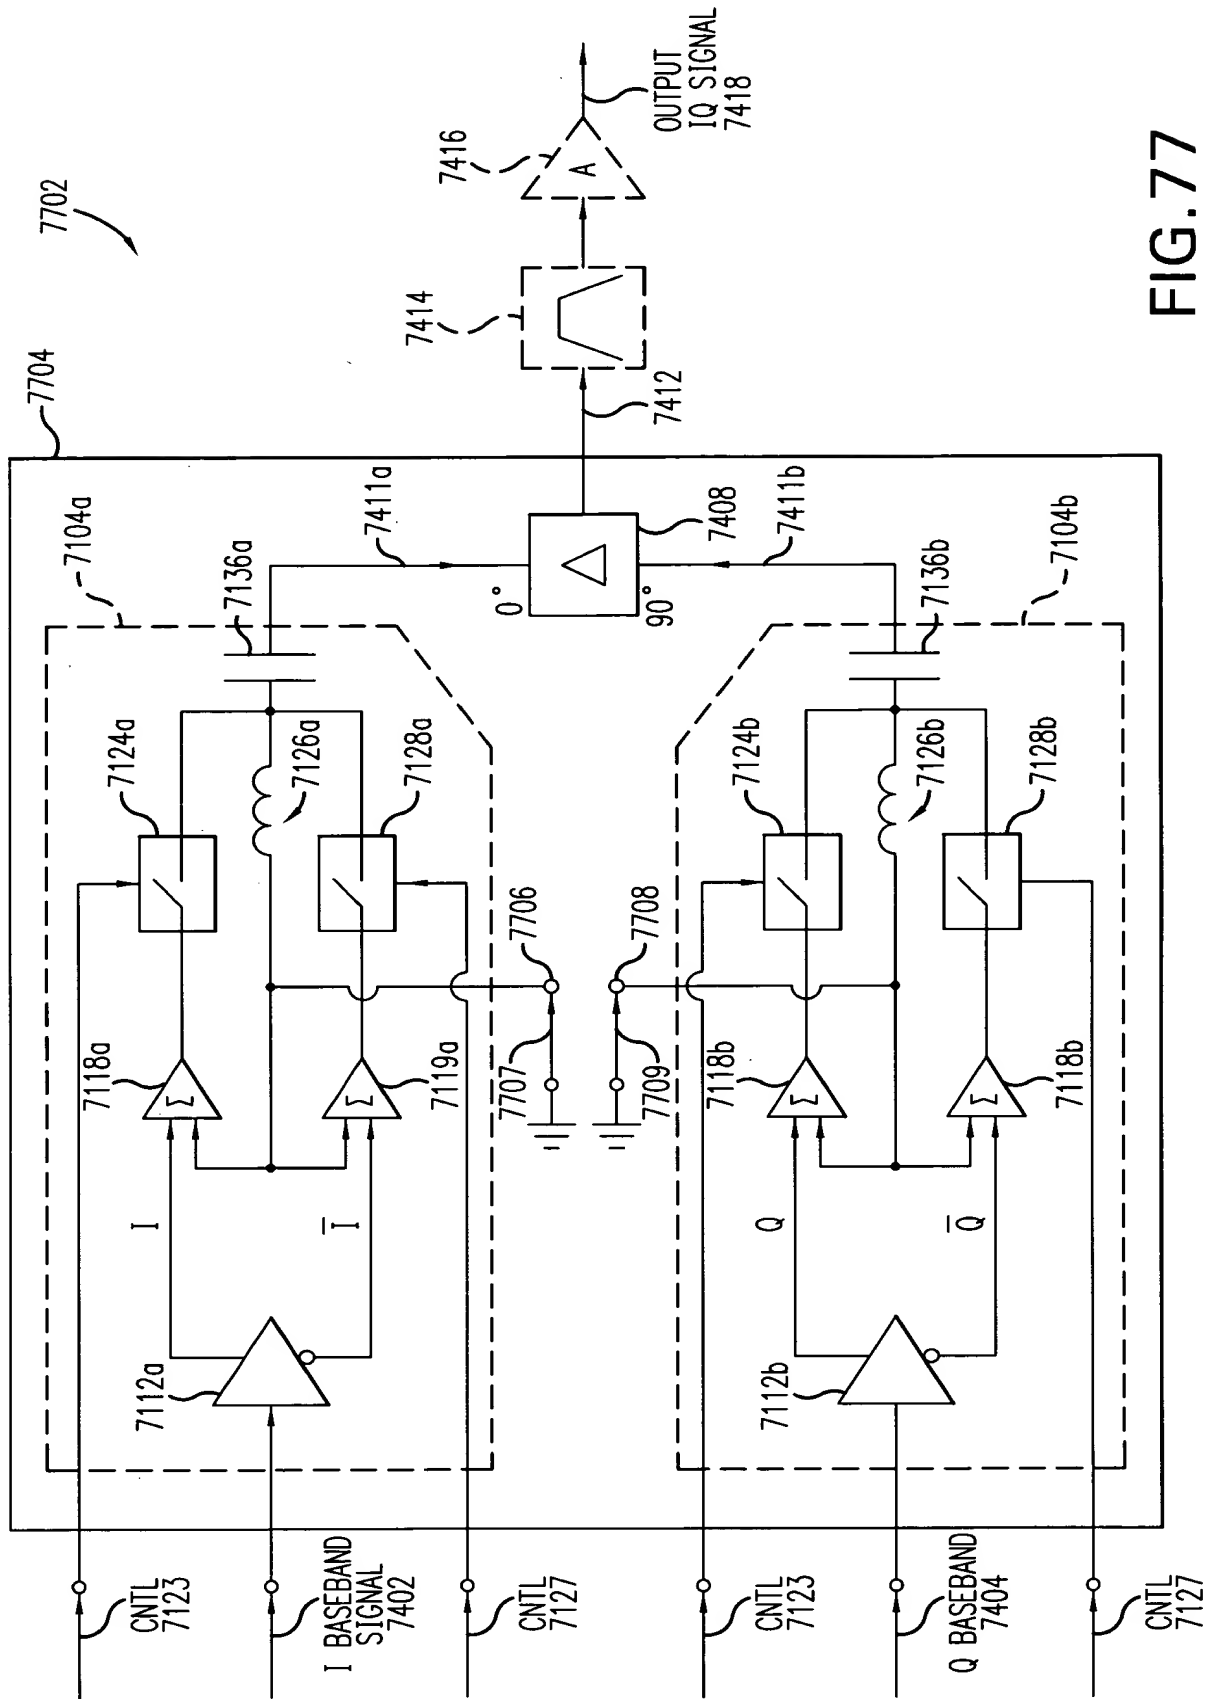 7702
7704
7104a
7124a
7136a
7118a
7126a
7128a
7119a
7112a
I
I̅
CNTL
7123
I BASEBAND
SIGNAL
7402
CNTL
7127
7706
7707
7708
7709
Σ
Σ
0°
90°
7411a
7408
7411b
7412
7414
7416
A
OUTPUT
IQ SIGNAL
7418
7104b
7124b
7136b
7118b
7126b
7128b
7118b
7112b
Q
Q̅
Σ
Σ
CNTL
7123
Q BASEBAND
7404
CNTL
7127
FIG.77